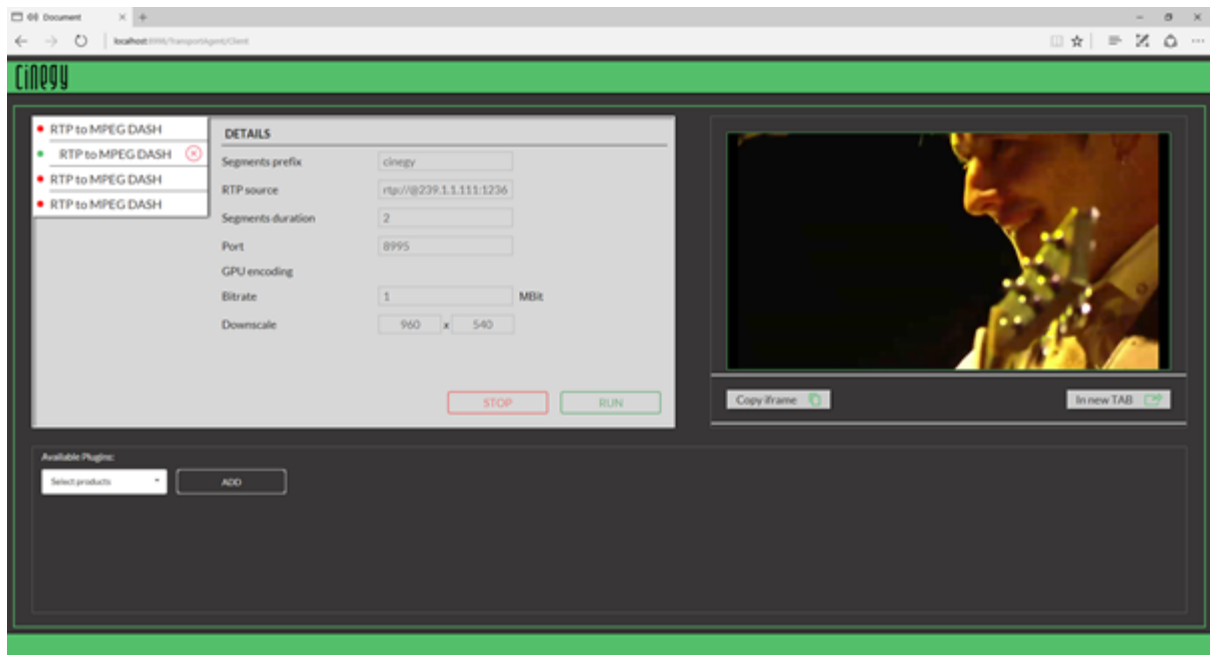 Document
localhost:8998/TransportAgent/Client
CINEGY
RTP to MPEG DASH
RTP to MPEG DASH
RTP to MPEG DASH
RTP to MPEG DASH
DETAILS
Segments prefix cinegy
RTP source rtp://@239.1.1.111:1236
Segments duration 2
Port 8995
GPU encoding
Bitrate 1 MBit
Downscale 960 x 540
STOP RUN
Copy iframe In new TAB
Available Plugins:
Select products ADD